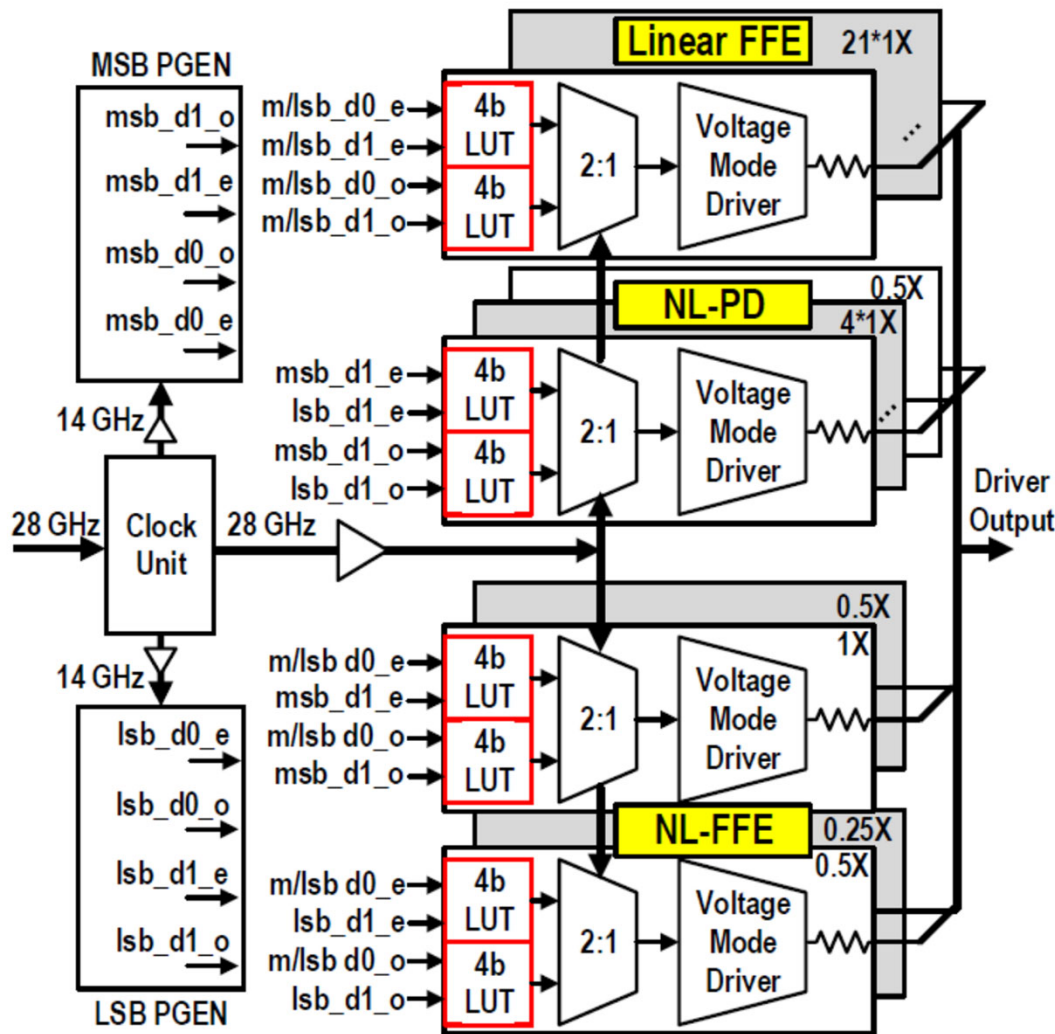 MSB PGEN
msb_d1_o
msb_d1_e
msb_d0_o
msb_d0_e
14 GHz
28 GHz
Clock
Unit
28 GHz
14 GHz
lsb_d0_e
lsb_d0_o
lsb_d1_e
lsb_d1_o
LSB PGEN
Linear FFE
21*1X
m/lsb_d0_e
m/lsb_d1_e
m/lsb_d0_o
m/lsb_d1_o
4b
LUT
4b
LUT
2:1
Voltage
Mode
Driver
...
NL-PD
0.5X
4*1X
msb_d1_e
lsb_d1_e
msb_d1_o
lsb_d1_o
4b
LUT
4b
LUT
2:1
Voltage
Mode
Driver
...
Driver
Output
0.5X
1X
m/lsb d0_e
msb_d1_e
m/lsb d0_o
msb_d1_o
4b
LUT
4b
LUT
2:1
Voltage
Mode
Driver
NL-FFE
0.25X
0.5X
m/lsb d0_e
lsb_d1_e
m/lsb d0_o
lsb_d1_o
4b
LUT
4b
LUT
2:1
Voltage
Mode
Driver